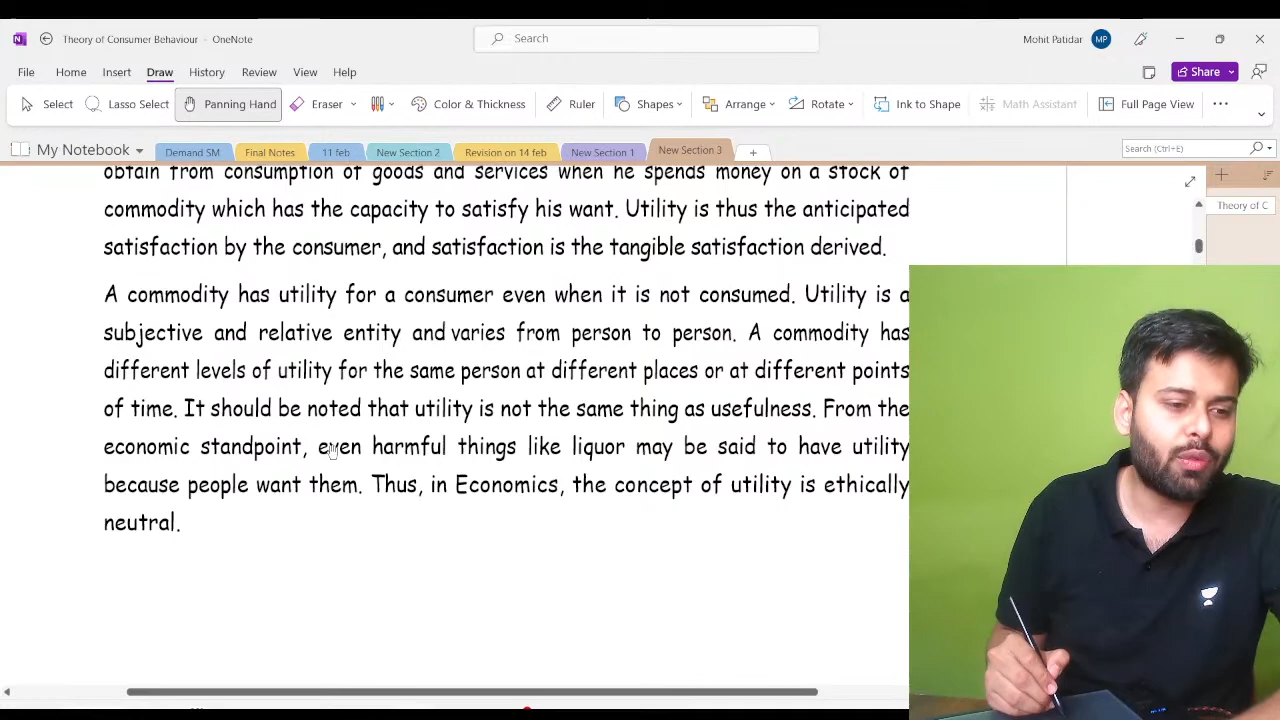 Theory of Consumer Behaviour - OneNote
Search
Mohit Patidar
MP
File Home Insert Draw History Review View Help
Share
Select Lasso Select Panning Hand Eraser Color & Thickness Ruler Shapes Arrange Rotate Ink to Shape Math Assistant Full Page View
My Notebook Demand SM Final Notes 11 feb New Section 2 Revision on 14 feb New Section 1 New Section 3
Search (Ctrl+E)
Theory of C
obtain from consumption of goods and services when he spends money on a stock of
commodity which has the capacity to satisfy his want. Utility is thus the anticipated
satisfaction by the consumer, and satisfaction is the tangible satisfaction derived.
A commodity has utility for a consumer even when it is not consumed. Utility is a
subjective and relative entity and varies from person to person. A commodity has
different levels of utility for the same person at different places or at different points
of time. It should be noted that utility is not the same thing as usefulness. From the
economic standpoint, even harmful things like liquor may be said to have utility
because people want them. Thus, in Economics, the concept of utility is ethically
neutral.